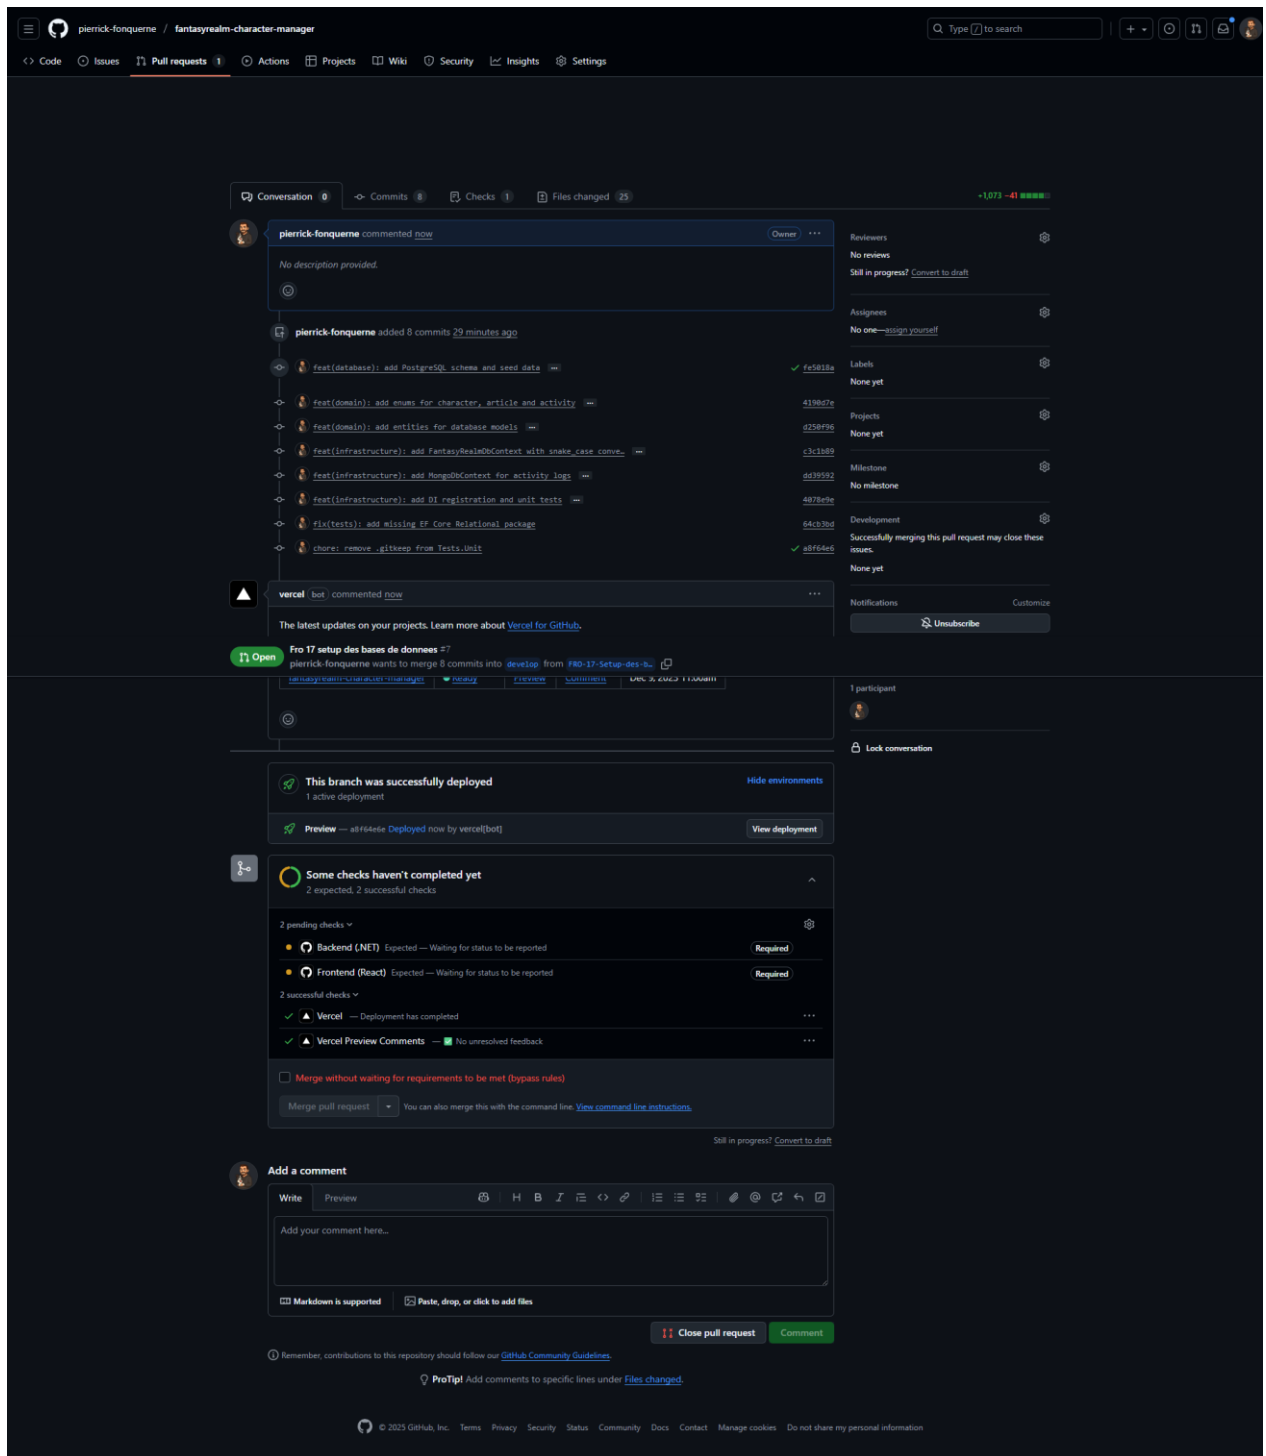 pierrick-fonquerne / fantasyrealm-character-manager
Type / to search
Code Issues Pull requests 1 Actions Projects Wiki Security Insights Settings
Conversation 0 Commits 8 Checks 1 Files changed 25
+1,073 −41
pierrick-fonquerne commented now Owner
No description provided.
pierrick-fonquerne added 8 commits 29 minutes ago
feat(database): add PostgreSQL schema and seed data fe5018a
feat(domain): add enums for character, article and activity 4190d7e
feat(domain): add entities for database models d250f96
feat(infrastructure): add FantasyRealmDbContext with snake_case conve… c3c1b89
feat(infrastructure): add MongoDbContext for activity logs dd39592
feat(infrastructure): add DI registration and unit tests 4078e9e
fix(tests): add missing EF Core Relational package 64cb3bd
chore: remove .gitkeep from Tests.Unit a8f64e6
vercel bot commented now
The latest updates on your projects. Learn more about Vercel for GitHub.
Open
Fro 17 setup des bases de donnees #7
pierrick-fonquerne wants to merge 8 commits into develop from FRO-17-Setup-des-b…
fantasyrealm-character-manager Ready Preview Comment Dec 9, 2025 11:00am
Reviewers
No reviews
Still in progress? Convert to draft
Assignees
No one—assign yourself
Labels
None yet
Projects
None yet
Milestone
No milestone
Development
Successfully merging this pull request may close these
issues.
None yet
Notifications Customize
Unsubscribe
1 participant
Lock conversation
This branch was successfully deployed
1 active deployment
Hide environments
Preview — a8f64e6e Deployed now by vercel[bot]
View deployment
Some checks haven't completed yet
2 expected, 2 successful checks
2 pending checks
Backend (.NET) Expected — Waiting for status to be reported Required
Frontend (React) Expected — Waiting for status to be reported Required
2 successful checks
Vercel — Deployment has completed
Vercel Preview Comments — No unresolved feedback
Merge without waiting for requirements to be met (bypass rules)
Merge pull request
You can also merge this with the command line. View command line instructions.
Still in progress? Convert to draft
Add a comment
Write Preview
Add your comment here...
Markdown is supported
Paste, drop, or click to add files
Close pull request
Comment
Remember, contributions to this repository should follow our GitHub Community Guidelines.
ProTip! Add comments to specific lines under Files changed.
© 2025 GitHub, Inc. Terms Privacy Security Status Community Docs Contact Manage cookies Do not share my personal information